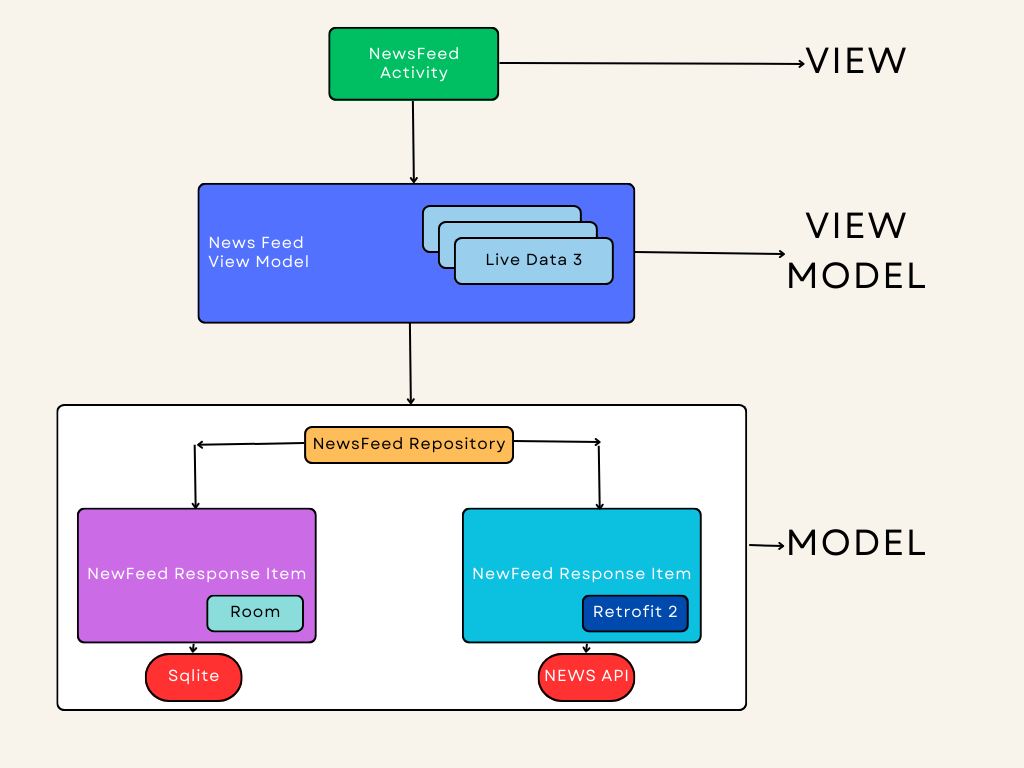 NewsFeed
Activity
VIEW
News Feed
View Model
Live Data 3
VIEW
MODEL
NewsFeed Repository
NewFeed Response Item
Room
Sqlite
NewFeed Response Item
Retrofit 2
NEWS API
MODEL